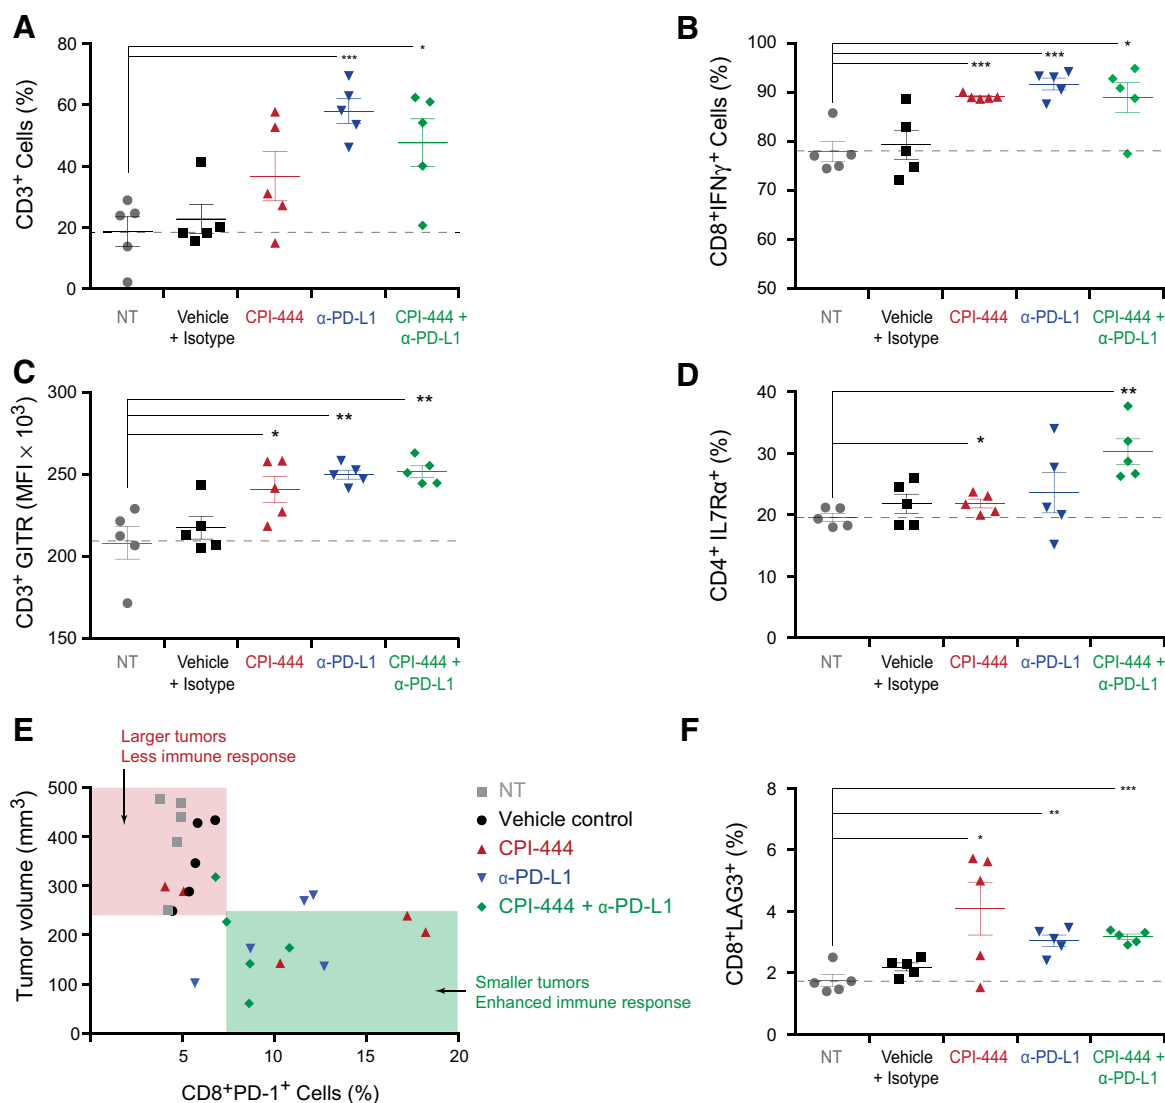 A
CD3⁺ Cells (%)
80
60
40
20
0
*
***
NT
Vehicle
+ Isotype
CPI-444
α-PD-L1
CPI-444 +
α-PD-L1
B
CD8⁺IFNγ⁺ Cells (%)
100
90
80
70
60
50
*
***
***
NT
Vehicle
+ Isotype
CPI-444
α-PD-L1
CPI-444 +
α-PD-L1
C
CD3⁺ GITR (MFI × 10³)
300
250
200
150
**
**
*
NT
Vehicle
+ Isotype
CPI-444
α-PD-L1
CPI-444 +
α-PD-L1
D
CD4⁺ IL7Rα⁺ (%)
40
30
20
10
0
**
*
NT
Vehicle
+ Isotype
CPI-444
α-PD-L1
CPI-444 +
α-PD-L1
E
Larger tumors
Less immune response
Tumor volume (mm³)
500
400
300
200
100
0
5
10
15
20
CD8⁺PD-1⁺ Cells (%)
NT
Vehicle control
CPI-444
α-PD-L1
CPI-444 + α-PD-L1
Smaller tumors
Enhanced immune response
F
CD8⁺LAG3⁺ (%)
8
6
4
2
0
***
**
*
NT
Vehicle
+ Isotype
CPI-444
α-PD-L1
CPI-444 +
α-PD-L1